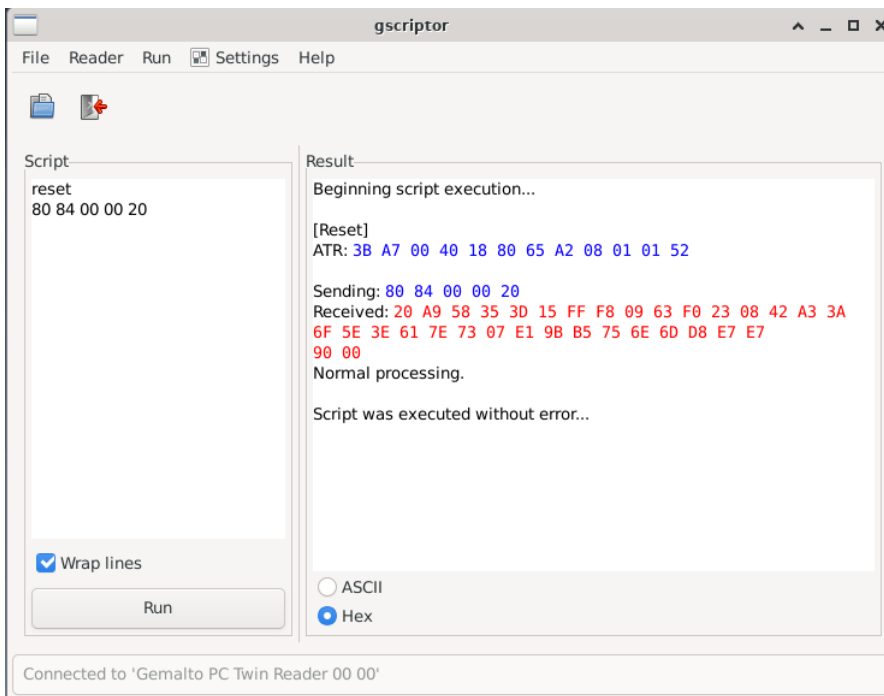 gscriptor
File Reader Run Settings Help
Script
reset
80 84 00 00 20
Wrap lines
Run
Result
Beginning script execution...
[Reset]
ATR: 3B A7 00 40 18 80 65 A2 08 01 01 52
Sending: 80 84 00 00 20
Received: 20 A9 58 35 3D 15 FF F8 09 63 F0 23 08 42 A3 3A
6F 5E 3E 61 7E 73 07 E1 9B B5 75 6E 6D D8 E7 E7
90 00
Normal processing.
Script was executed without error...
ASCII
Hex
Connected to 'Gemalto PC Twin Reader 00 00'